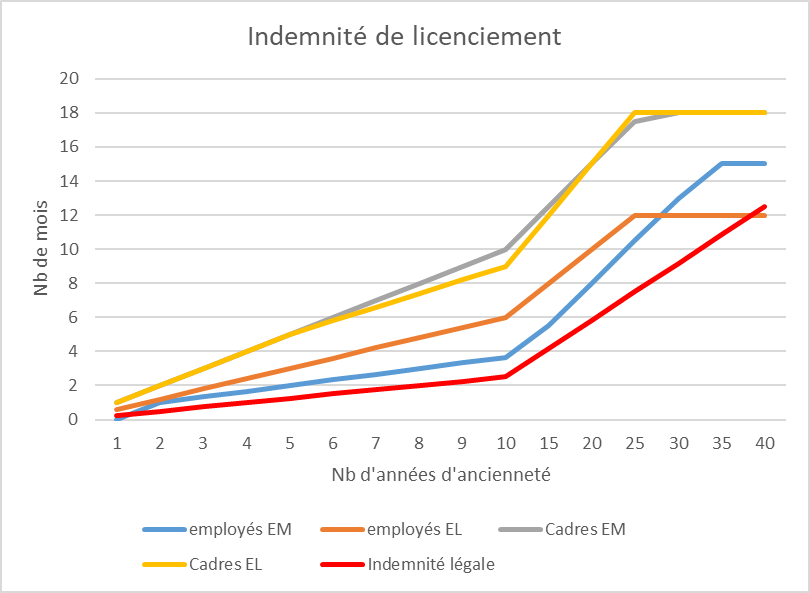 Indemnité de licenciement
20
18
16
14
12
10
8
6
4
2
0
Nb de mois
1 2 3 4 5 6 7 8 9 10 15 20 25 30 35 40
Nb d'années d'ancienneté
employés EM employés EL Cadres EM
Cadres EL Indemnité légale